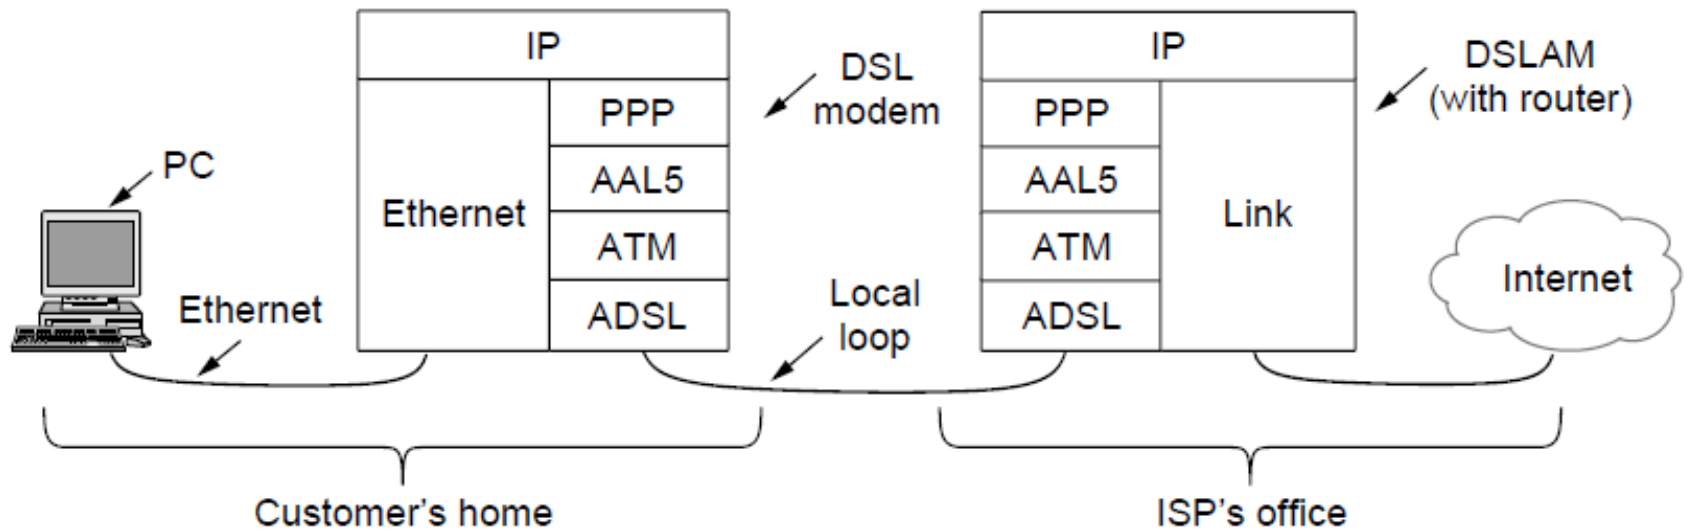 IP
PPP
AAL5
ATM
ADSL
Ethernet
DSL
modem
PC
Ethernet
Local
loop
IP
PPP
AAL5
ATM
ADSL
Link
DSLAM
(with router)
Internet
Customer's home
ISP's office